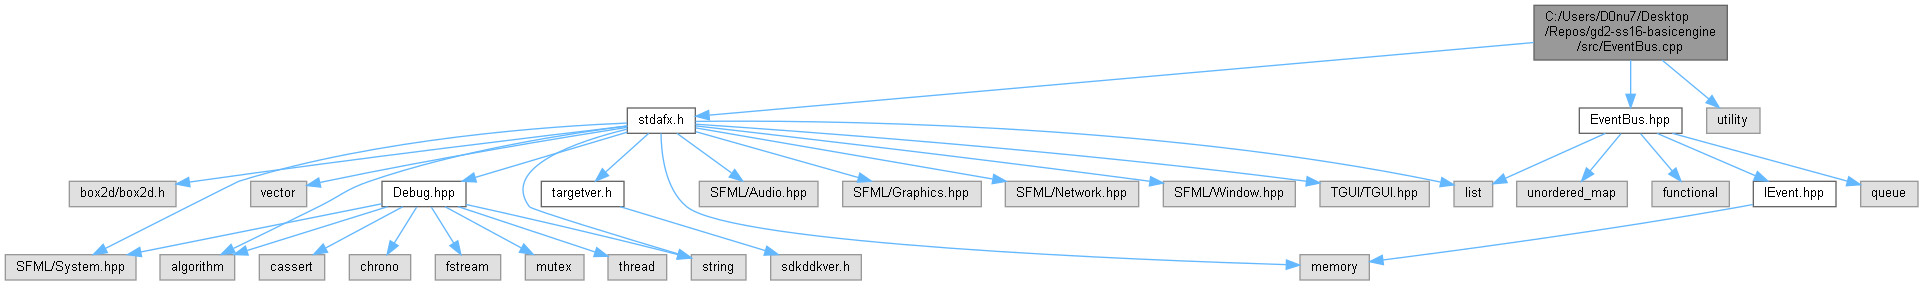 C:/Users/D0nu7/Desktop
/Repos/gd2-ss16-basicengine
/src/EventBus.cpp
stdafx.h
EventBus.hpp
utility
box2d/box2d.h
vector
Debug.hpp
targetver.h
SFML/Audio.hpp
SFML/Graphics.hpp
SFML/Network.hpp
SFML/Window.hpp
TGUI/TGUI.hpp
list
unordered_map
functional
IEvent.hpp
queue
SFML/System.hpp
algorithm
cassert
chrono
fstream
mutex
thread
string
sdkddkver.h
memory